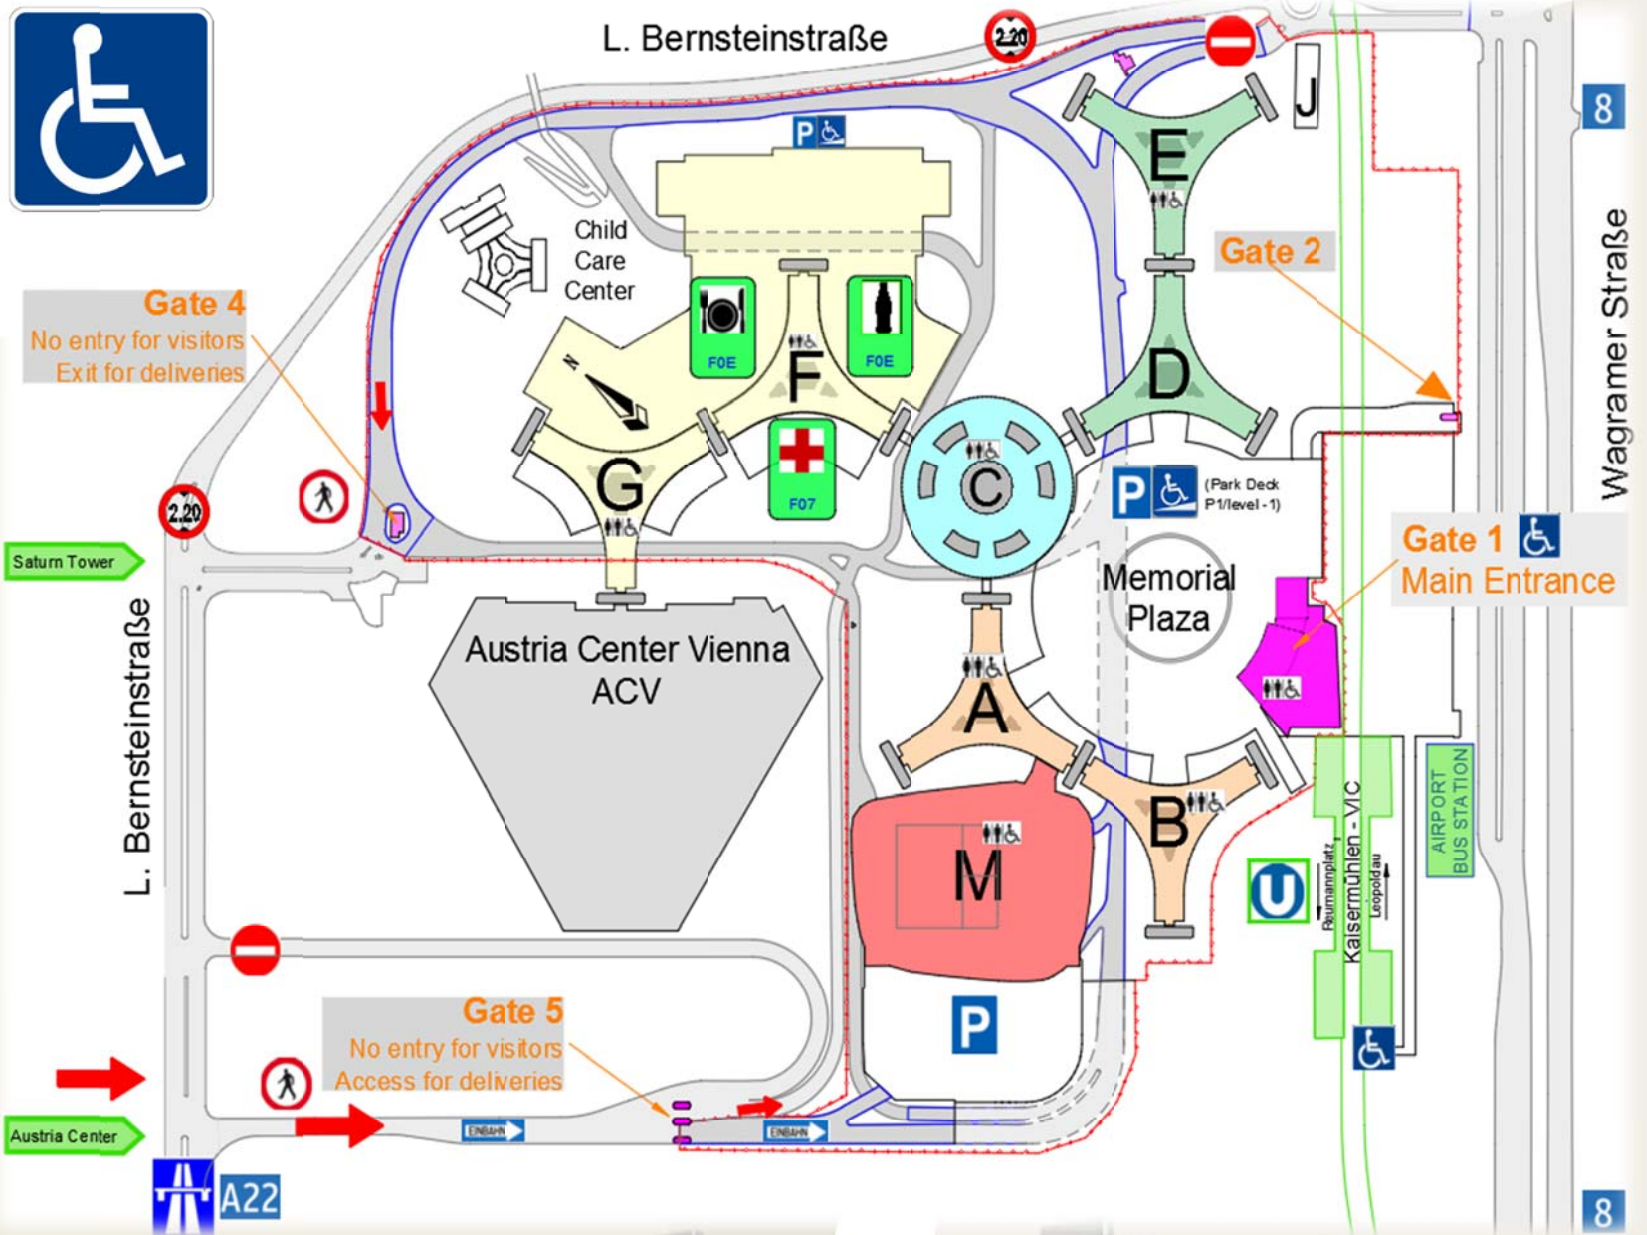 L. Bernsteinstraße
2.20
8
P
J
E
Child
Care
Center
Gate 2
Wagramer Straße
Gate 4
No entry for visitors
Exit for deliveries
F0E
F0E
F
D
N
G
C
F07
P
(Park Deck
P1/level -1)
2.20
Gate 1
Main Entrance
Saturn Tower
Memorial
Plaza
Austria Center Vienna
ACV
L. Bernsteinstraße
A
B
M
AIRPORT
BUS STATION
Kaisermühlen - VIC
Reumannplatz
Leopoldau
U
Gate 5
No entry for visitors
Access for deliveries
P
Austria Center
EINBAHN
EINBAHN
A22
8